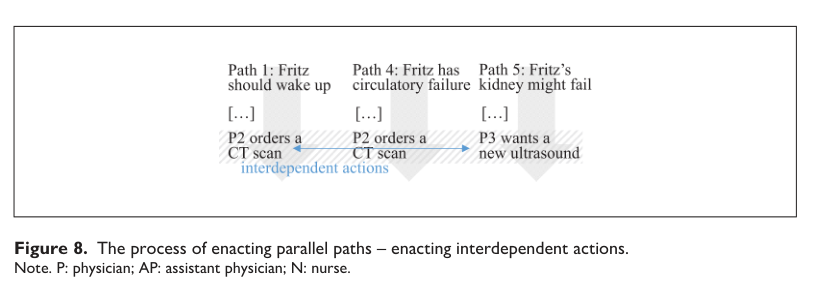 Path 1: Fritz
should wake up
Path 4: Fritz has
circulatory failure
Path 5: Fritz's
kidney might fail
[...]
[...]
[...]
P2 orders a
CT scan
P2 orders a
CT scan
P3 wants a
new ultrasound
interdependent actions
Figure 8. The process of enacting parallel paths – enacting interdependent actions.
Note. P: physician; AP: assistant physician; N: nurse.